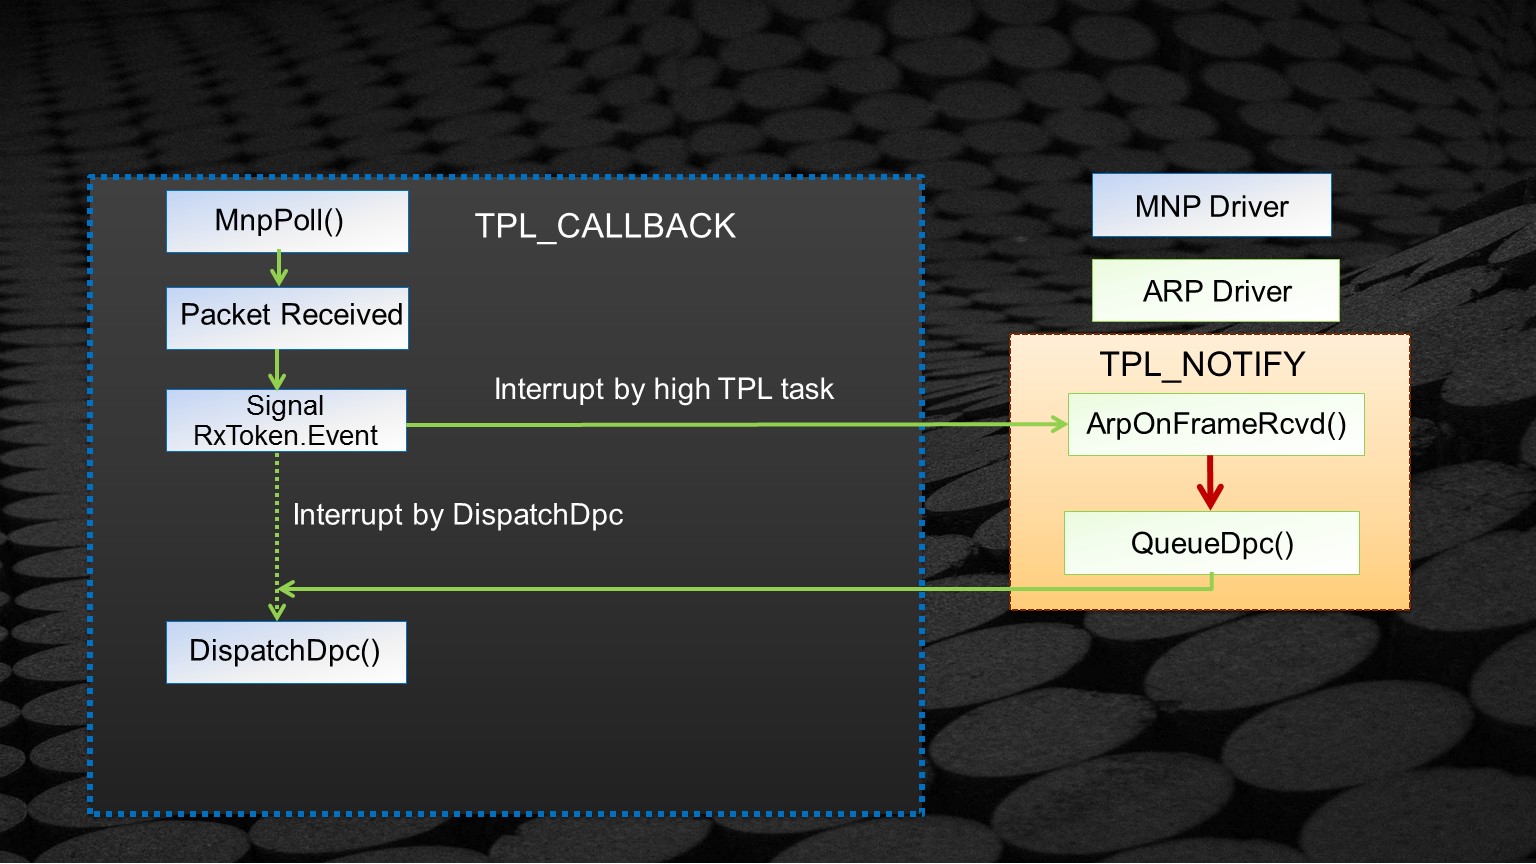 MnpPoll()
TPL_CALLBACK
Packet Received
Signal
RxToken.Event
Interrupt by high TPL task
Interrupt by DispatchDpc
DispatchDpc()
MNP Driver
ARP Driver
TPL_NOTIFY
ArpOnFrameRcvd()
QueueDpc()